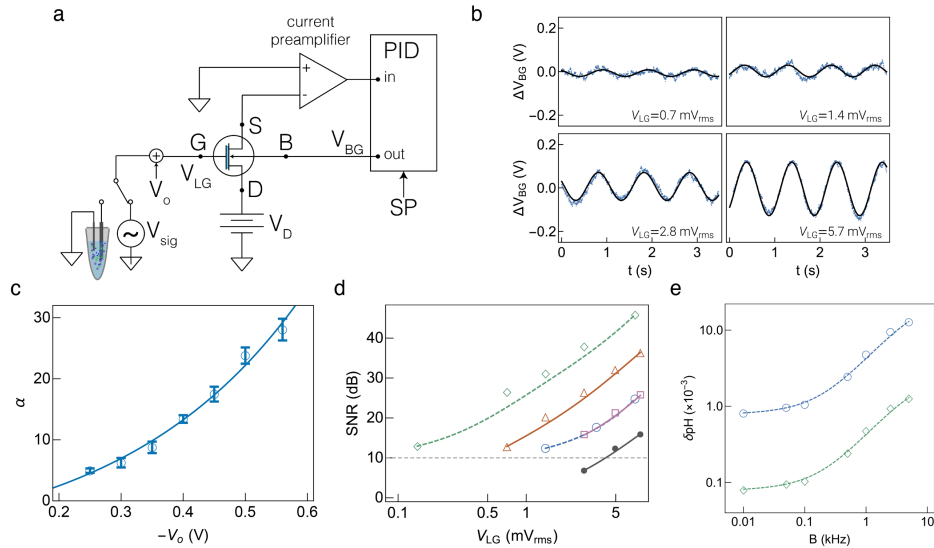 a
current
preamplifier
PID
+
-
in
S
G
B
V_BG
out
V_LG
+
V_o
D
SP
V_sig
~
V_D
b
ΔV_BG (V)
0.2
0.0
−0.2
V_LG=0.7 mV_rms
V_LG=1.4 mV_rms
ΔV_BG (V)
0.2
0.0
−0.2
V_LG=2.8 mV_rms
V_LG=5.7 mV_rms
0 1 2 3
0 1 2 3
t (s)
t (s)
c
α
30
20
10
0
0.2 0.3 0.4 0.5 0.6
−V_o (V)
d
SNR (dB)
50
40
30
20
10
0
0.1 0.5 1 5
V_LG (mV_rms)
e
δpH (×10⁻³)
10.0
1.0
0.1
0.01 0.1 1 10
B (kHz)